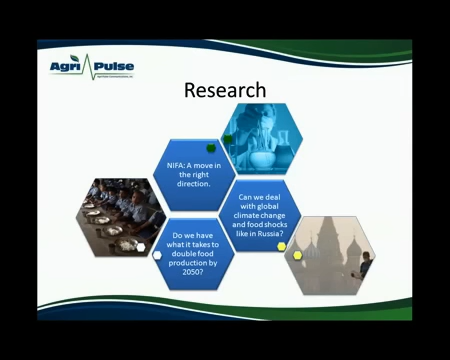 Agri Pulse
Research
NIFA: A move in
the right
direction.
Can we deal
with global
climate change
and food shocks
like in Russia?
Do we have
what it takes to
double food
production by
2050?